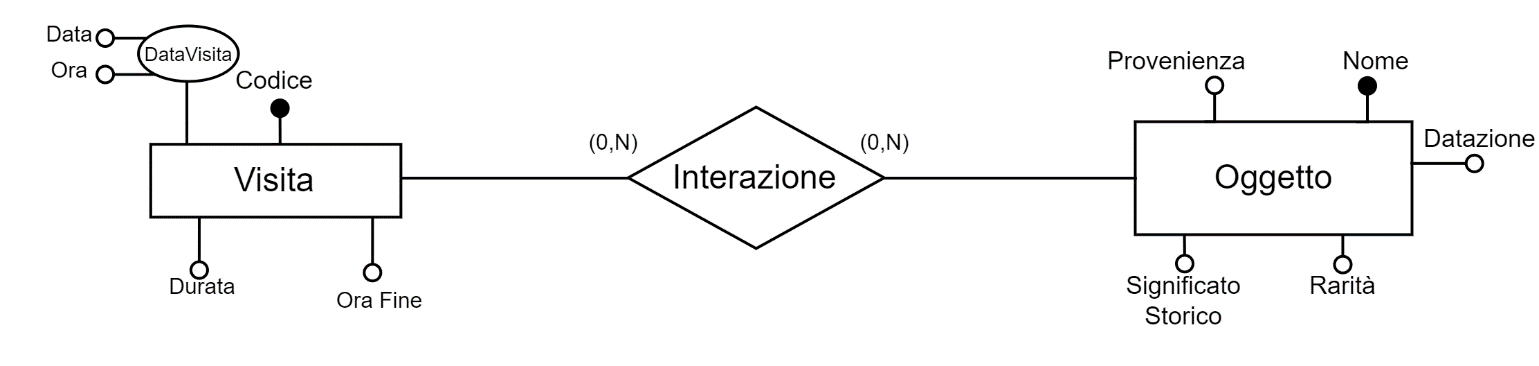 Data
DataVisita
Ora
Codice
Visita
Durata
Ora Fine
(0,N)
Interazione
(0,N)
Provenienza
Nome
Datazione
Oggetto
Significato
Storico
Rarità